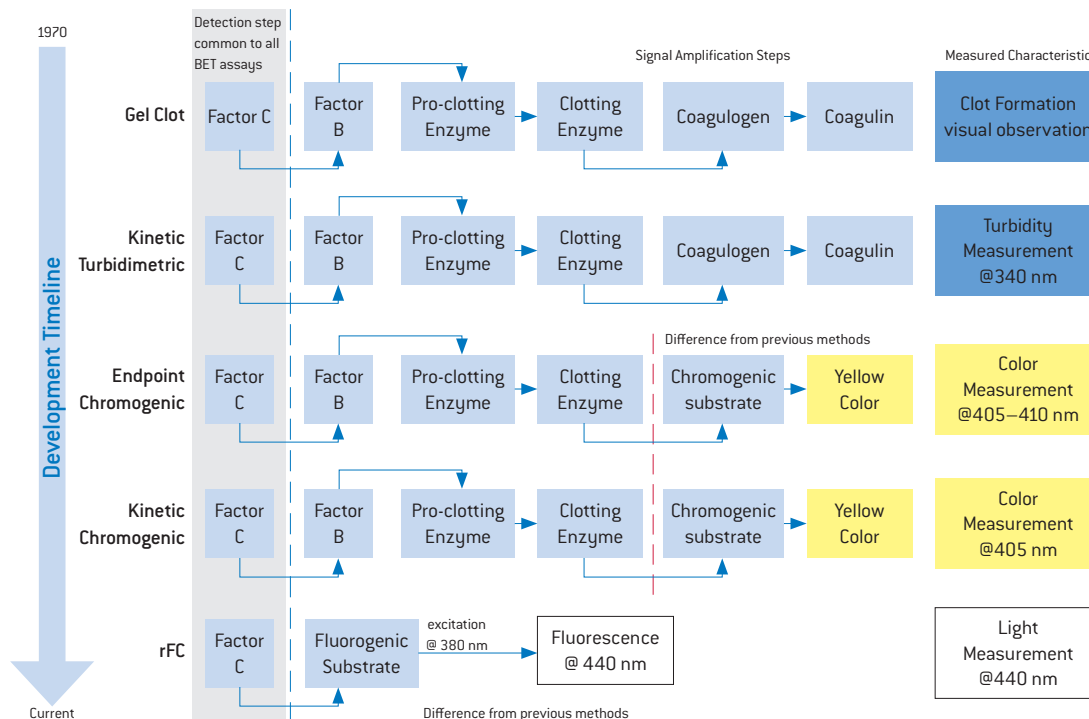 1970
Development Timeline
Current
Detection step
common to all
BET assays
Signal Amplification Steps
Measured Characteristic
Gel Clot
Factor C
Factor
B
Pro-clotting
Enzyme
Clotting
Enzyme
Coagulogen
Coagulin
Clot Formation
visual observation
Kinetic
Turbidimetric
Factor
C
Factor
B
Pro-clotting
Enzyme
Clotting
Enzyme
Coagulogen
Coagulin
Turbidity
Measurement
@340 nm
Difference from previous methods
Endpoint
Chromogenic
Factor
C
Factor
B
Pro-clotting
Enzyme
Clotting
Enzyme
Chromogenic
substrate
Yellow
Color
Color
Measurement
@405–410 nm
Kinetic
Chromogenic
Factor
C
Factor
B
Pro-clotting
Enzyme
Clotting
Enzyme
Chromogenic
substrate
Yellow
Color
Color
Measurement
@405 nm
rFC
Factor
C
Fluorogenic
Substrate
excitation
@ 380 nm
Fluorescence
@ 440 nm
Light
Measurement
@440 nm
Difference from previous methods